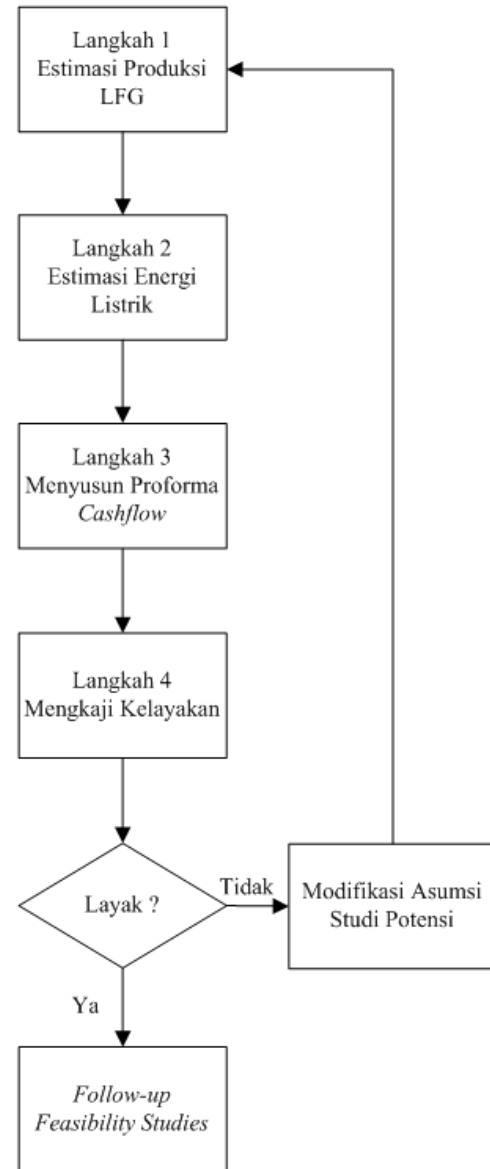 Langkah 1
Estimasi Produksi
LFG
Langkah 2
Estimasi Energi
Listrik
Langkah 3
Menyusun Proforma
Cashflow
Langkah 4
Mengkaji Kelayakan
Layak ?
Tidak
Modifikasi Asumsi
Studi Potensi
Ya
Follow-up
Feasibility Studies